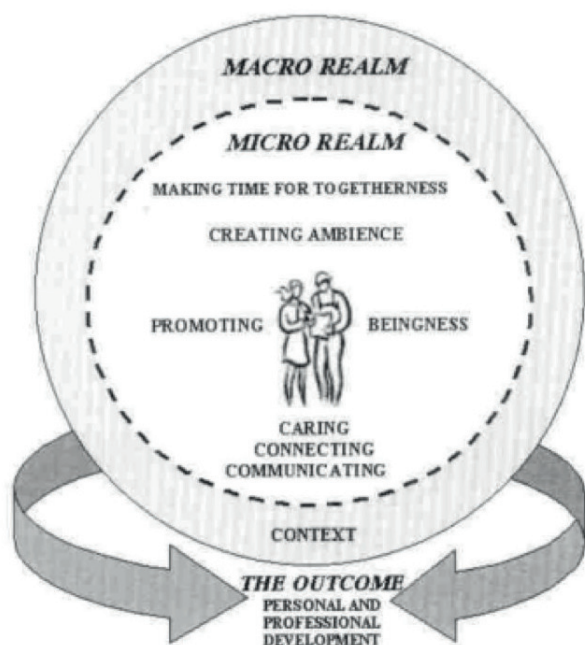 MACRO REALM
MICRO REALM
MAKING TIME FOR TOGETHERNESS
CREATING AMBIENCE
PROMOTING BEINGNESS
CARING
CONNECTING
COMMUNICATING
CONTEXT
THE OUTCOME
PERSONAL AND
PROFESSIONAL
DEVELOPMENT